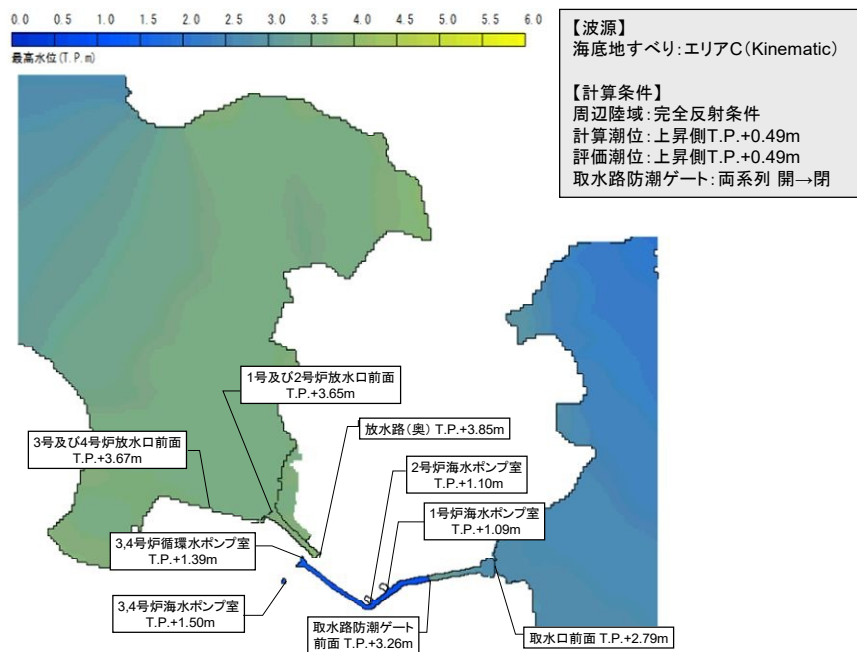 0.0 0.5 1.0 1.5 2.0 2.5 3.0 3.5 4.0 4.5 5.0 5.5 6.0
最高水位(T.P.m)
【波源】
海底地すべり:エリアC(Kinematic)
【計算条件】
周辺陸域:完全反射条件
計算潮位:上昇側T.P.+0.49m
評価潮位:上昇側T.P.+0.49m
取水路防潮ゲート:両系列 開→閉
1号及び2号炉放水口前面
T.P.+3.65m
放水路(奥) T.P.+3.85m
3号及び4号炉放水口前面
T.P.+3.67m
2号炉海水ポンプ室
T.P.+1.10m
1号炉海水ポンプ室
T.P.+1.09m
3,4号炉循環水ポンプ室
T.P.+1.39m
3,4号炉海水ポンプ室
T.P.+1.50m
取水路防潮ゲート
前面 T.P.+3.26m
取水口前面 T.P.+2.79m